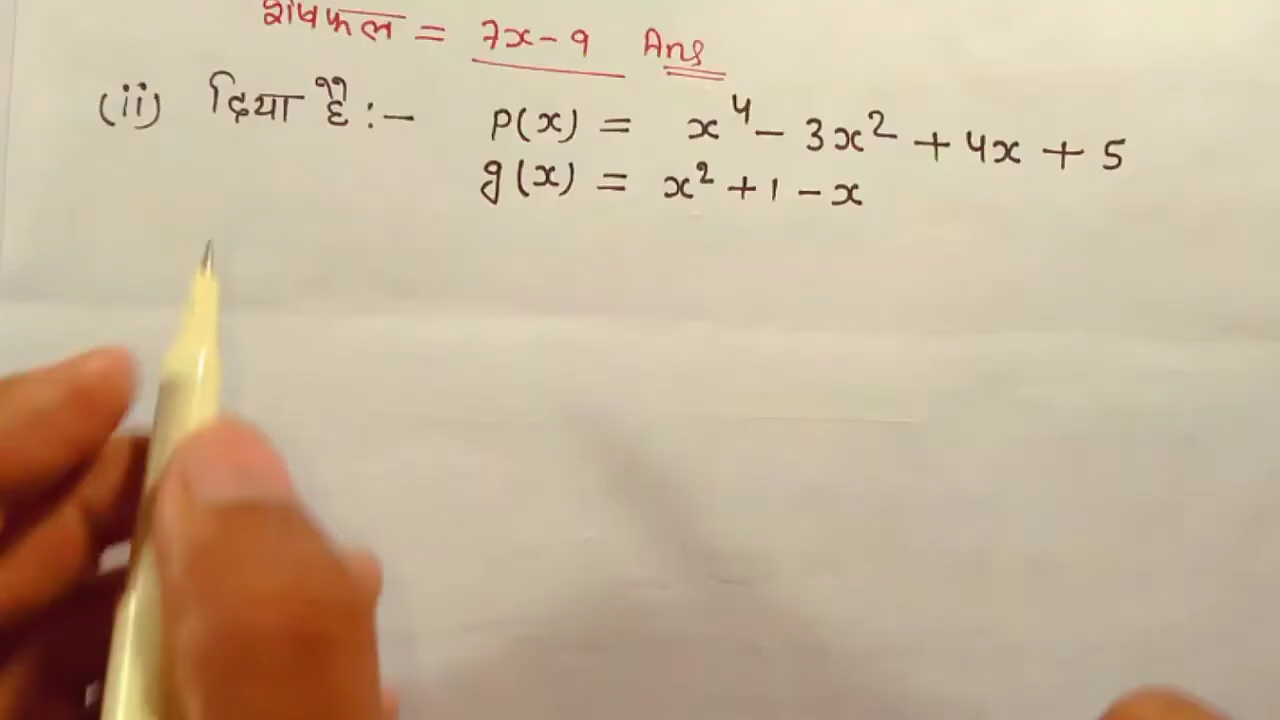 शेषफल = 7x - 9 Ans
(ii) दिया है :- p(x) = x⁴ - 3x² + 4x + 5
g(x) = x² + 1 - x